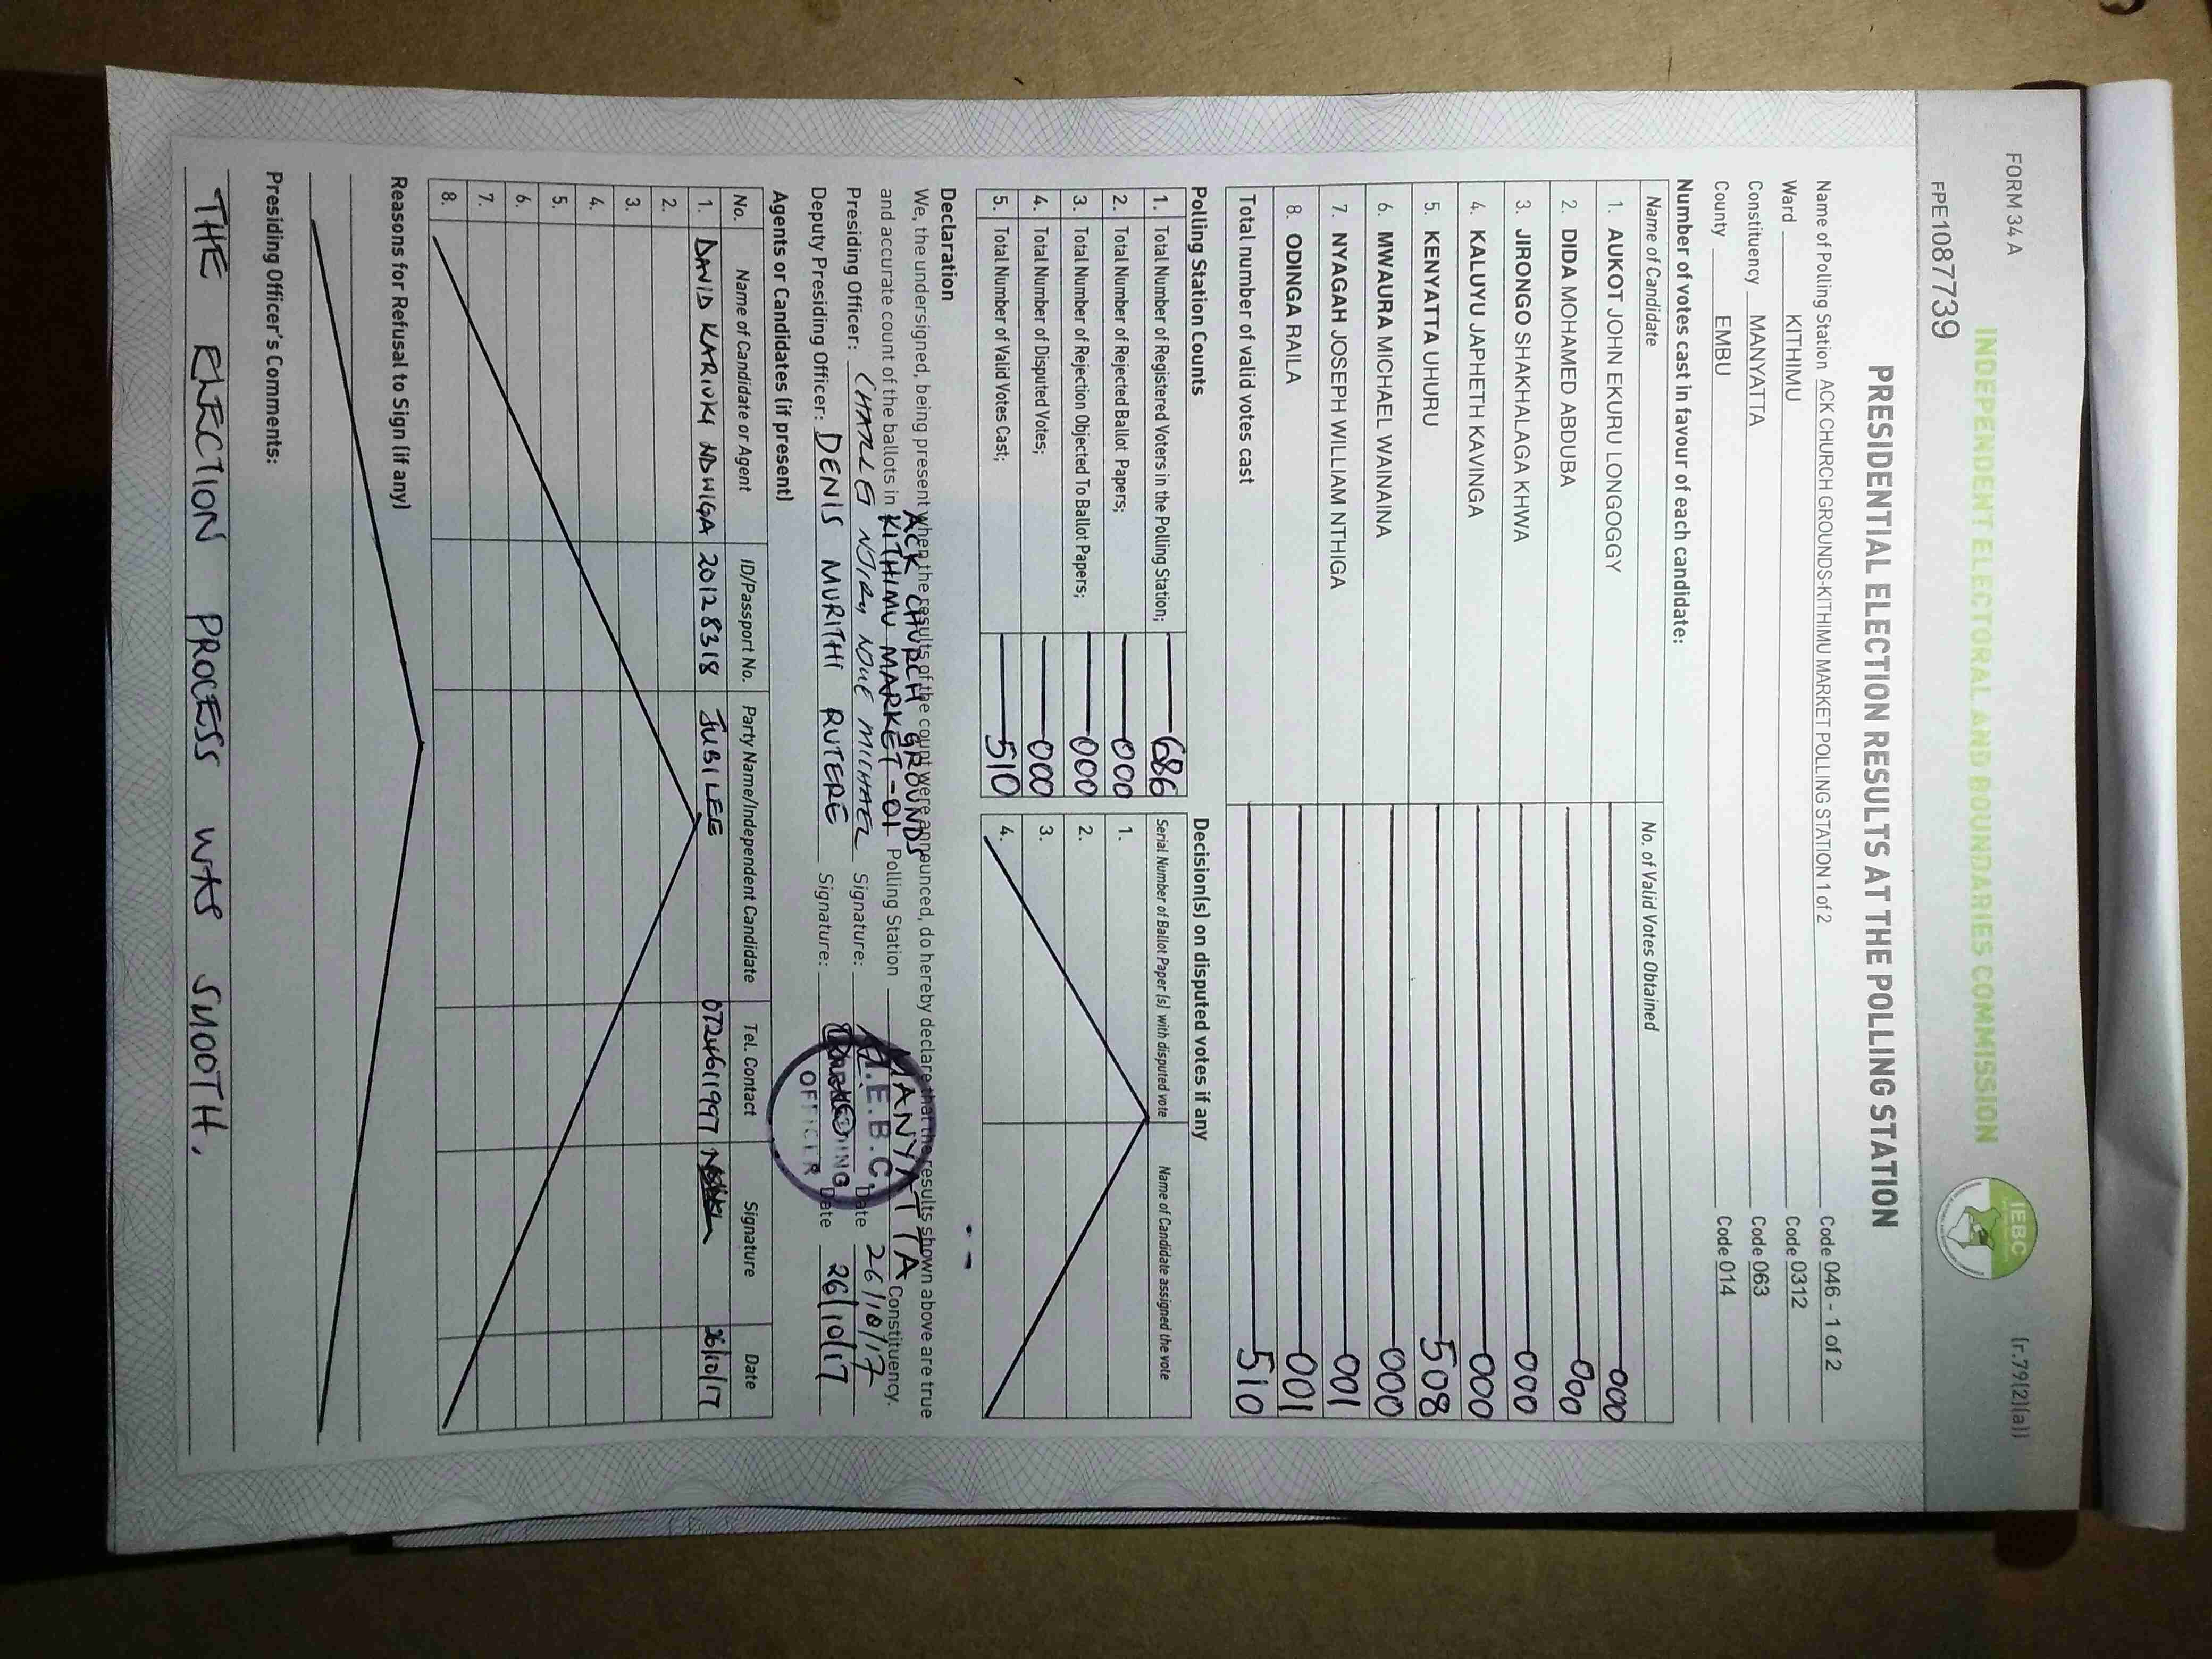 FORM 34 A
(r.79(2)(a))
INDEPENDENT ELECTORAL AND BOUNDARIES COMMISSION
IEBC
FPE1087739
PRESIDENTIAL ELECTION RESULTS AT THE POLLING STATION
Name of Polling Station ACK CHURCH GROUNDS-KITHIMU MARKET POLLING STATION 1 of 2 Code 046 - 1 of 2
Ward KITHIMU Code 0312
Constituency MANYATTA Code 063
County EMBU Code 014
Number of votes cast in favour of each candidate:
Name of Candidate No. of Valid Votes Obtained
1. AUKOT JOHN EKURU LONGOGGY 000
2. DIDA MOHAMED ABDUBA 000
3. JIRONGO SHAKHALAGA KHWA 000
4. KALUYU JAPHETH KAVINGA 000
5. KENYATTA UHURU 508
6. MWAURA MICHAEL WAINAINA 000
7. NYAGAH JOSEPH WILLIAM NTHIGA 001
8. ODINGA RAILA 001
Total number of valid votes cast 510
Polling Station Counts
1. Total Number of Registered Voters in the Polling Station; 686
2. Total Number of Rejected Ballot Papers; 000
3. Total Number of Rejection Objected To Ballot Papers; 000
4. Total Number of Disputed Votes; 000
5. Total Number of Valid Votes Cast; 510
Decision(s) on disputed votes if any
Serial Number of Ballot Paper (s) with disputed vote Name of Candidate assigned the vote
1.
2.
3.
4.
Declaration
We, the undersigned, being present when the results of the count were announced, do hereby declare that the results shown above are true
ACK CHURCH GROUNDS
and accurate count of the ballots in KITHIMU MARKET -01 Polling Station MANYATTA Constituency.
Presiding Officer: MICHAEL Signature: Date 26/10/17
Deputy Presiding Officer: DENIS MURITHI RUTERE Signature: Date 26/10/17
I.E.B.C.
OFFICER
Agents or Candidates (if present)
No. Name of Candidate or Agent ID/Passport No. Party Name/Independent Candidate Tel. Contact Signature Date
1. DAVID KARIUKI NDWIGA 20128318 JUBILEE 0724611997 26/10/17
2.
3.
4.
5.
6.
7.
8.
Reasons for Refusal to Sign (if any)
Presiding Officer's Comments:
THE ELECTION PROCESS WAS SMOOTH.